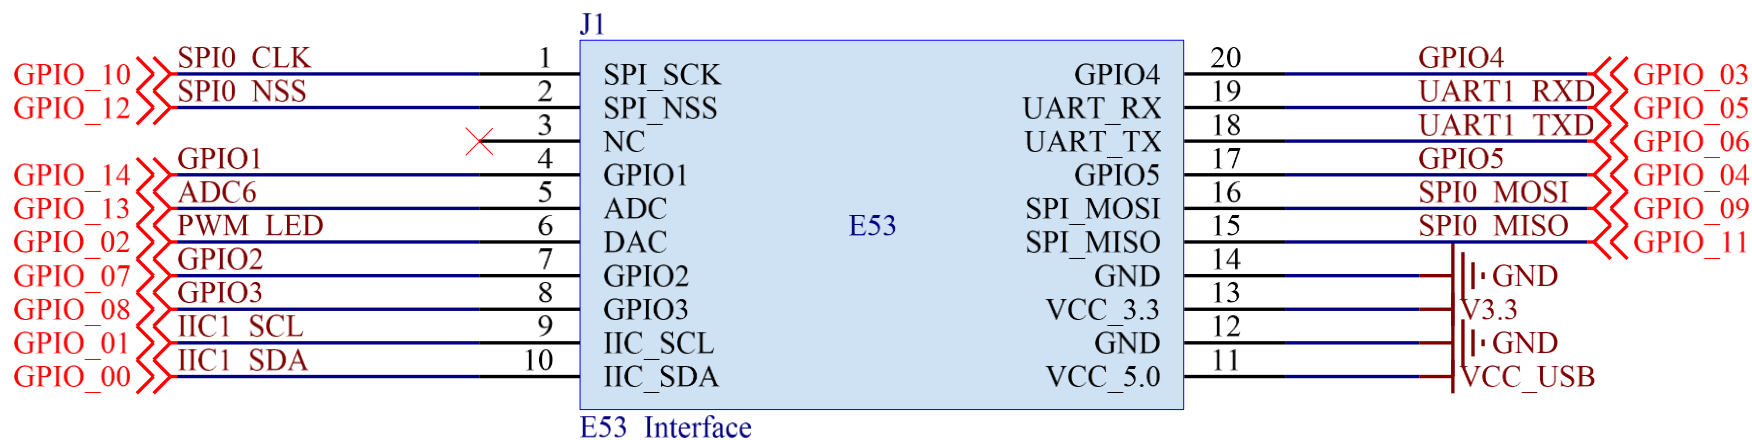 J1
SPI0_CLK 1 20 GPIO4
GPIO_10 SPI_SCK GPIO4 GPIO_03
SPI0_NSS 2 19 UART1_RXD
GPIO_12 SPI_NSS UART_RX GPIO_05
3 18 UART1_TXD
NC UART_TX GPIO_06
GPIO1 4 17 GPIO5
GPIO_14 GPIO1 GPIO5 GPIO_04
ADC6 5 16 SPI0_MOSI
GPIO_13 ADC SPI_MOSI GPIO_09
PWM_LED 6 E53 15 SPI0_MISO
GPIO_02 DAC SPI_MISO GPIO_11
GPIO2 7 14
GPIO_07 GPIO2 GND GND
GPIO3 8 13
GPIO_08 GPIO3 VCC_3.3 V3.3
IIC1_SCL 9 12
GPIO_01 IIC_SCL GND GND
IIC1_SDA 10 11
GPIO_00 IIC_SDA VCC_5.0 VCC_USB
E53_Interface